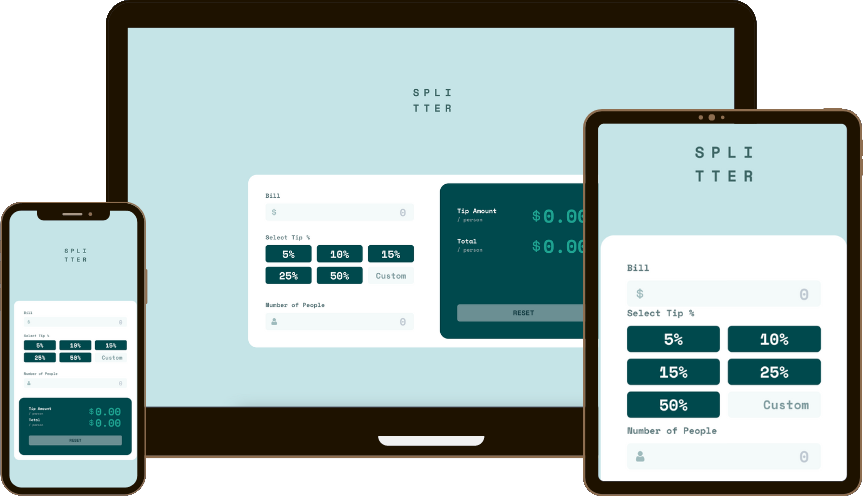 SPLI
TTER
Bill
$ 0
Select Tip %
5% 10% 15%
25% 50% Custom
Number of People
0
Tip Amount
/ person
$0.00
Total
/ person
$0.00
RESET
SPLI
TTER
Bill
$ 0
Select Tip %
5% 10% 15%
25% 50% Custom
Number of People
0
Tip Amount
/ person
$0.00
Total
/ person
$0.00
RESET
SPLI
TTER
Bill
$ 0
Select Tip %
5% 10%
15% 25%
50% Custom
Number of People
0